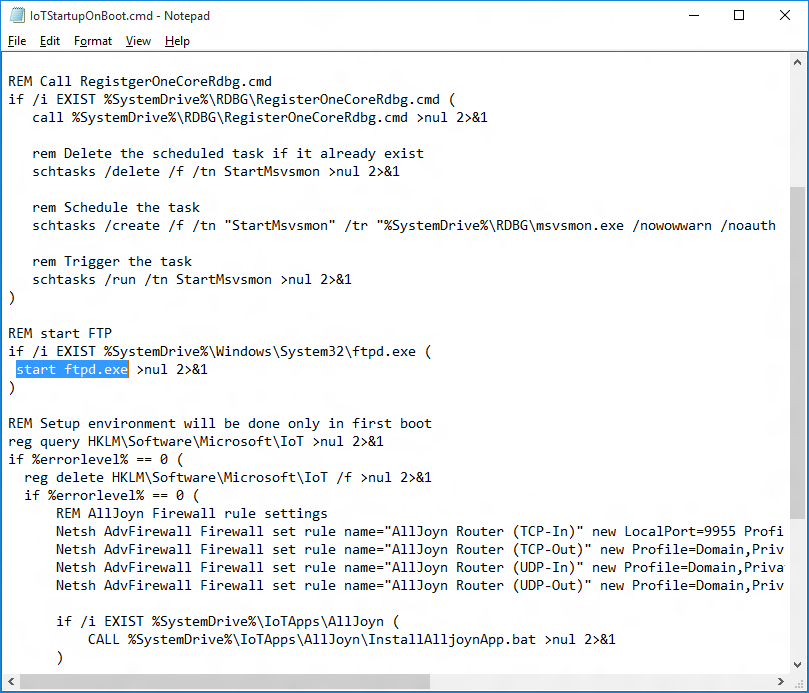 IoTStartupOnBoot.cmd - Notepad
File Edit Format View Help
REM Call RegistgerOneCoreRdbg.cmd
if /i EXIST %SystemDrive%\RDBG\RegisterOneCoreRdbg.cmd (
call %SystemDrive%\RDBG\RegisterOneCoreRdbg.cmd >nul 2>&1
rem Delete the scheduled task if it already exist
schtasks /delete /f /tn StartMsvsmon >nul 2>&1
rem Schedule the task
schtasks /create /f /tn "StartMsvsmon" /tr "%SystemDrive%\RDBG\msvsmon.exe /nowowwarn /noauth
rem Trigger the task
schtasks /run /tn StartMsvsmon >nul 2>&1
)
REM start FTP
if /i EXIST %SystemDrive%\Windows\System32\ftpd.exe (
start ftpd.exe >nul 2>&1
)
REM Setup environment will be done only in first boot
reg query HKLM\Software\Microsoft\IoT >nul 2>&1
if %errorlevel% == 0 (
reg delete HKLM\Software\Microsoft\IoT /f >nul 2>&1
if %errorlevel% == 0 (
REM AllJoyn Firewall rule settings
Netsh AdvFirewall Firewall set rule name="AllJoyn Router (TCP-In)" new LocalPort=9955 Profi
Netsh AdvFirewall Firewall set rule name="AllJoyn Router (TCP-Out)" new Profile=Domain,Priv
Netsh AdvFirewall Firewall set rule name="AllJoyn Router (UDP-In)" new Profile=Domain,Priva
Netsh AdvFirewall Firewall set rule name="AllJoyn Router (UDP-Out)" new Profile=Domain,Priv
if /i EXIST %SystemDrive%\IoTApps\AllJoyn (
CALL %SystemDrive%\IoTApps\AllJoyn\InstallAlljoynApp.bat >nul 2>&1
)